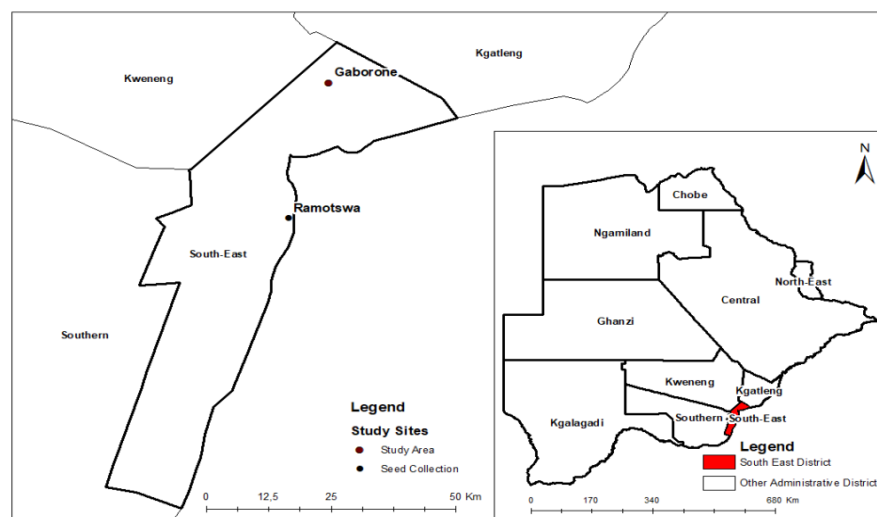 Kgatleng
Kweneng
Gaborone
Ramotswa
South-East
Southern
Legend
Study Sites
Study Area
Seed Collection
0 12,5 25 50 Km
N
Chobe
Ngamiland
North-East
Central
Ghanzi
Kweneng
Kgatleng
Kgalagadi
Southern
South-East
Legend
South East District
Other Administrative District
0 170 340 680 Km